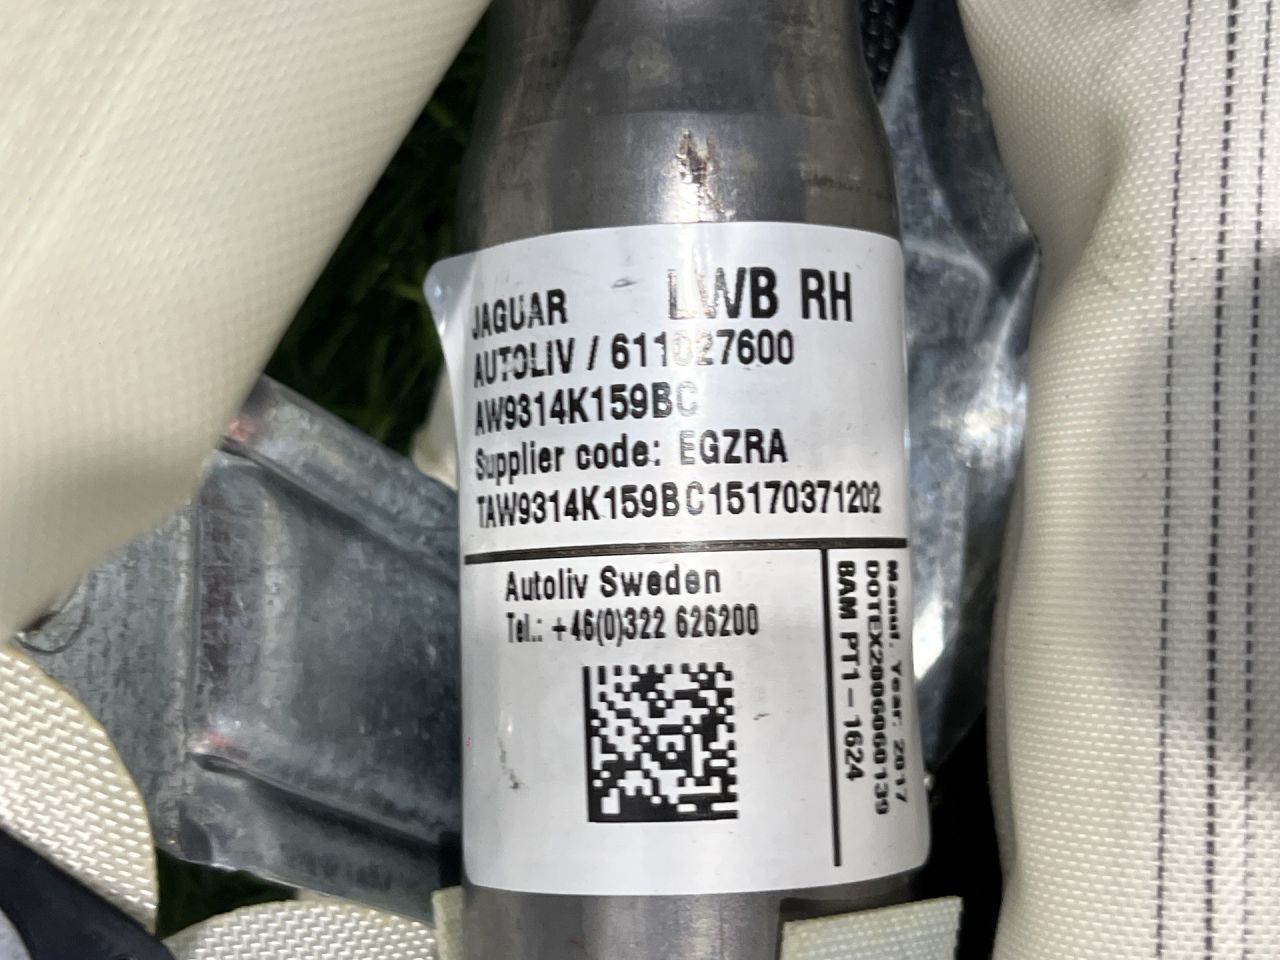 JAGUAR LWB RH
AUTOLIV / 611027600
AW9314K159BC
Supplier code: EGZRA
TAW9314K159BC15170371202
Autoliv Sweden
Tel.: +46(0)322 626200
Manuf. Year: 2017
DOTEX2006060139
BAM PT1-1624